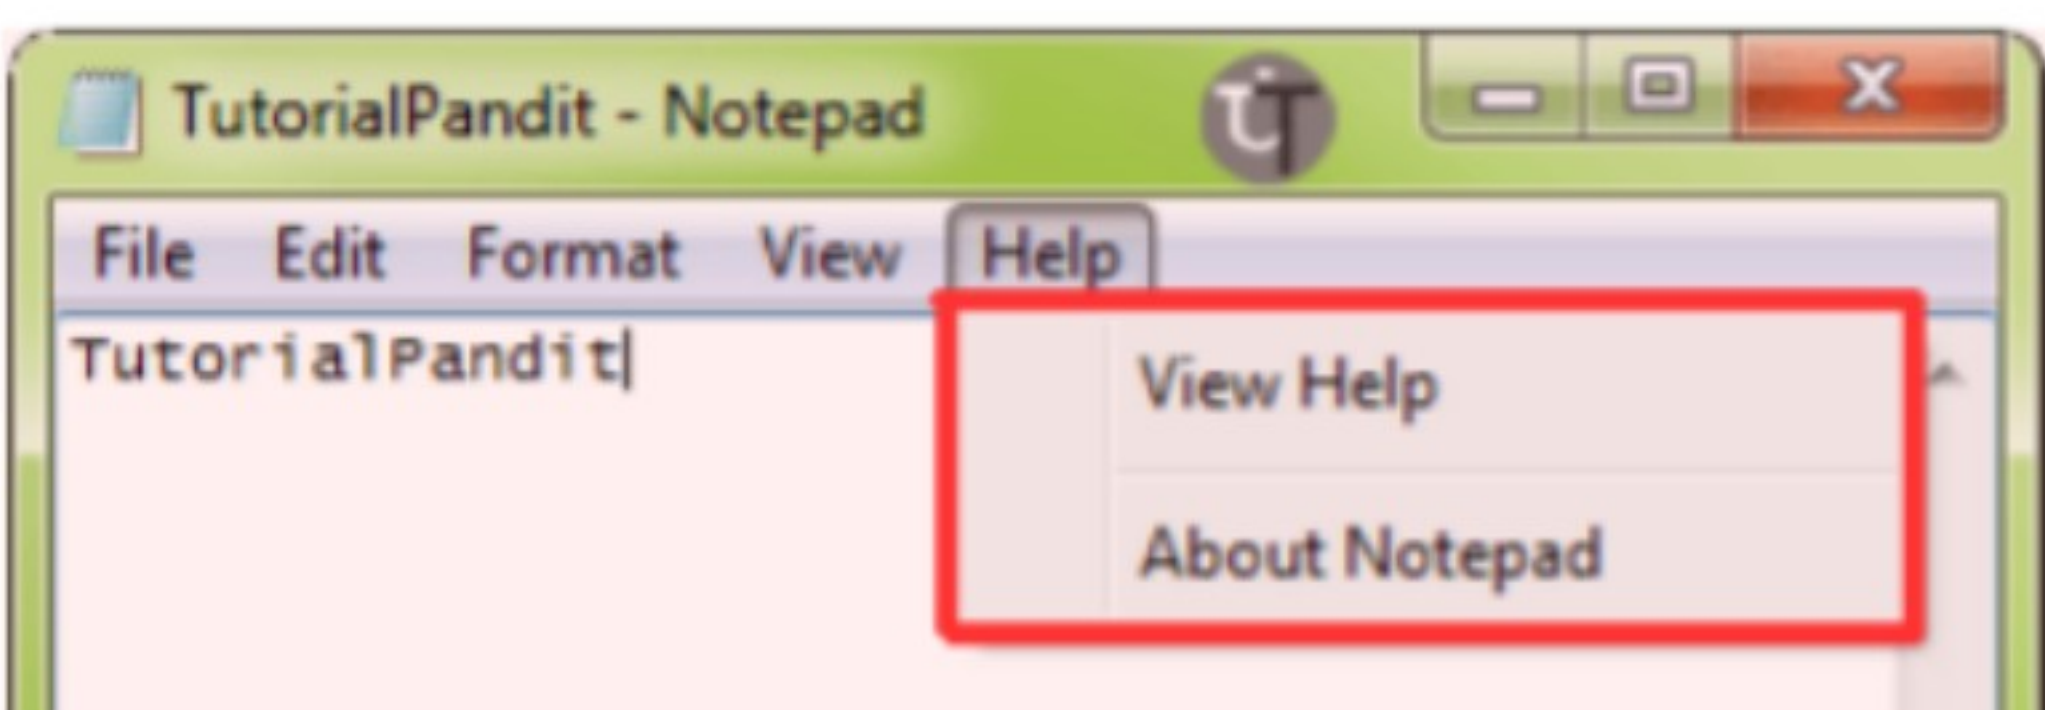 TutorialPandit - Notepad
File Edit Format View Help
TutorialPandit
View Help
About Notepad